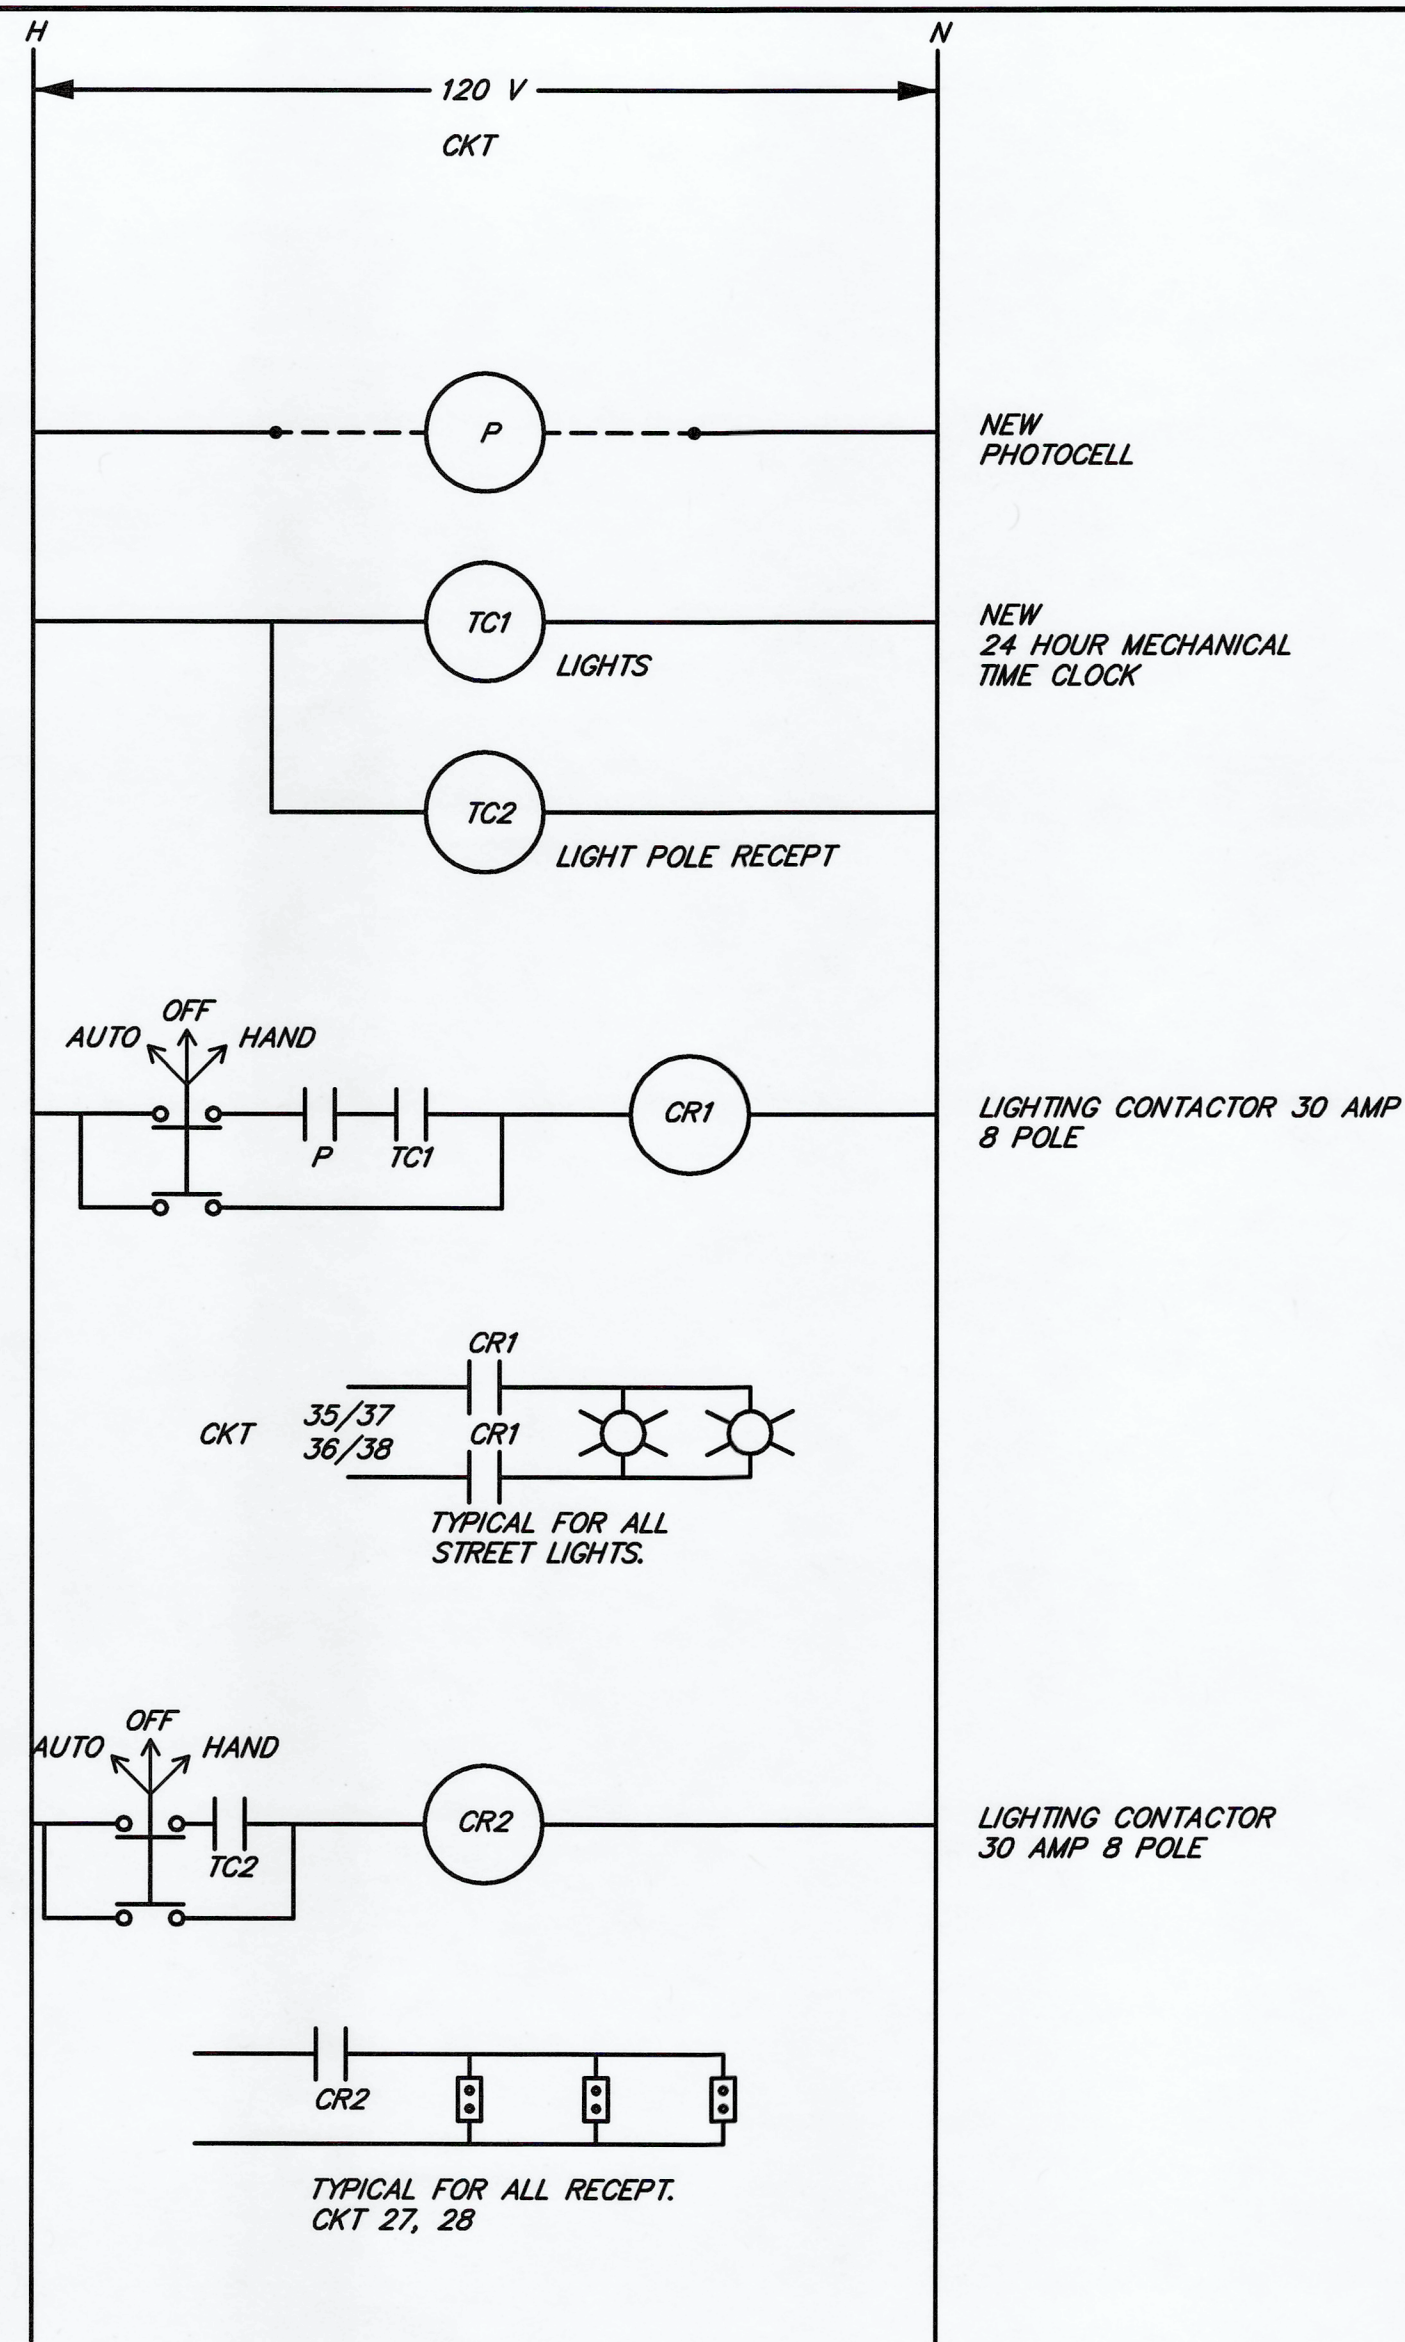 H
N
120 V
CKT
P
NEW
PHOTOCELL
TC1
LIGHTS
NEW
24 HOUR MECHANICAL
TIME CLOCK
TC2
LIGHT POLE RECEPT
OFF
AUTO
HAND
P
TC1
CR1
LIGHTING CONTACTOR 30 AMP
8 POLE
CR1
CKT
35/37
36/38
CR1
TYPICAL FOR ALL
STREET LIGHTS.
OFF
AUTO
HAND
TC2
CR2
LIGHTING CONTACTOR
30 AMP 8 POLE
CR2
TYPICAL FOR ALL RECEPT.
CKT 27, 28